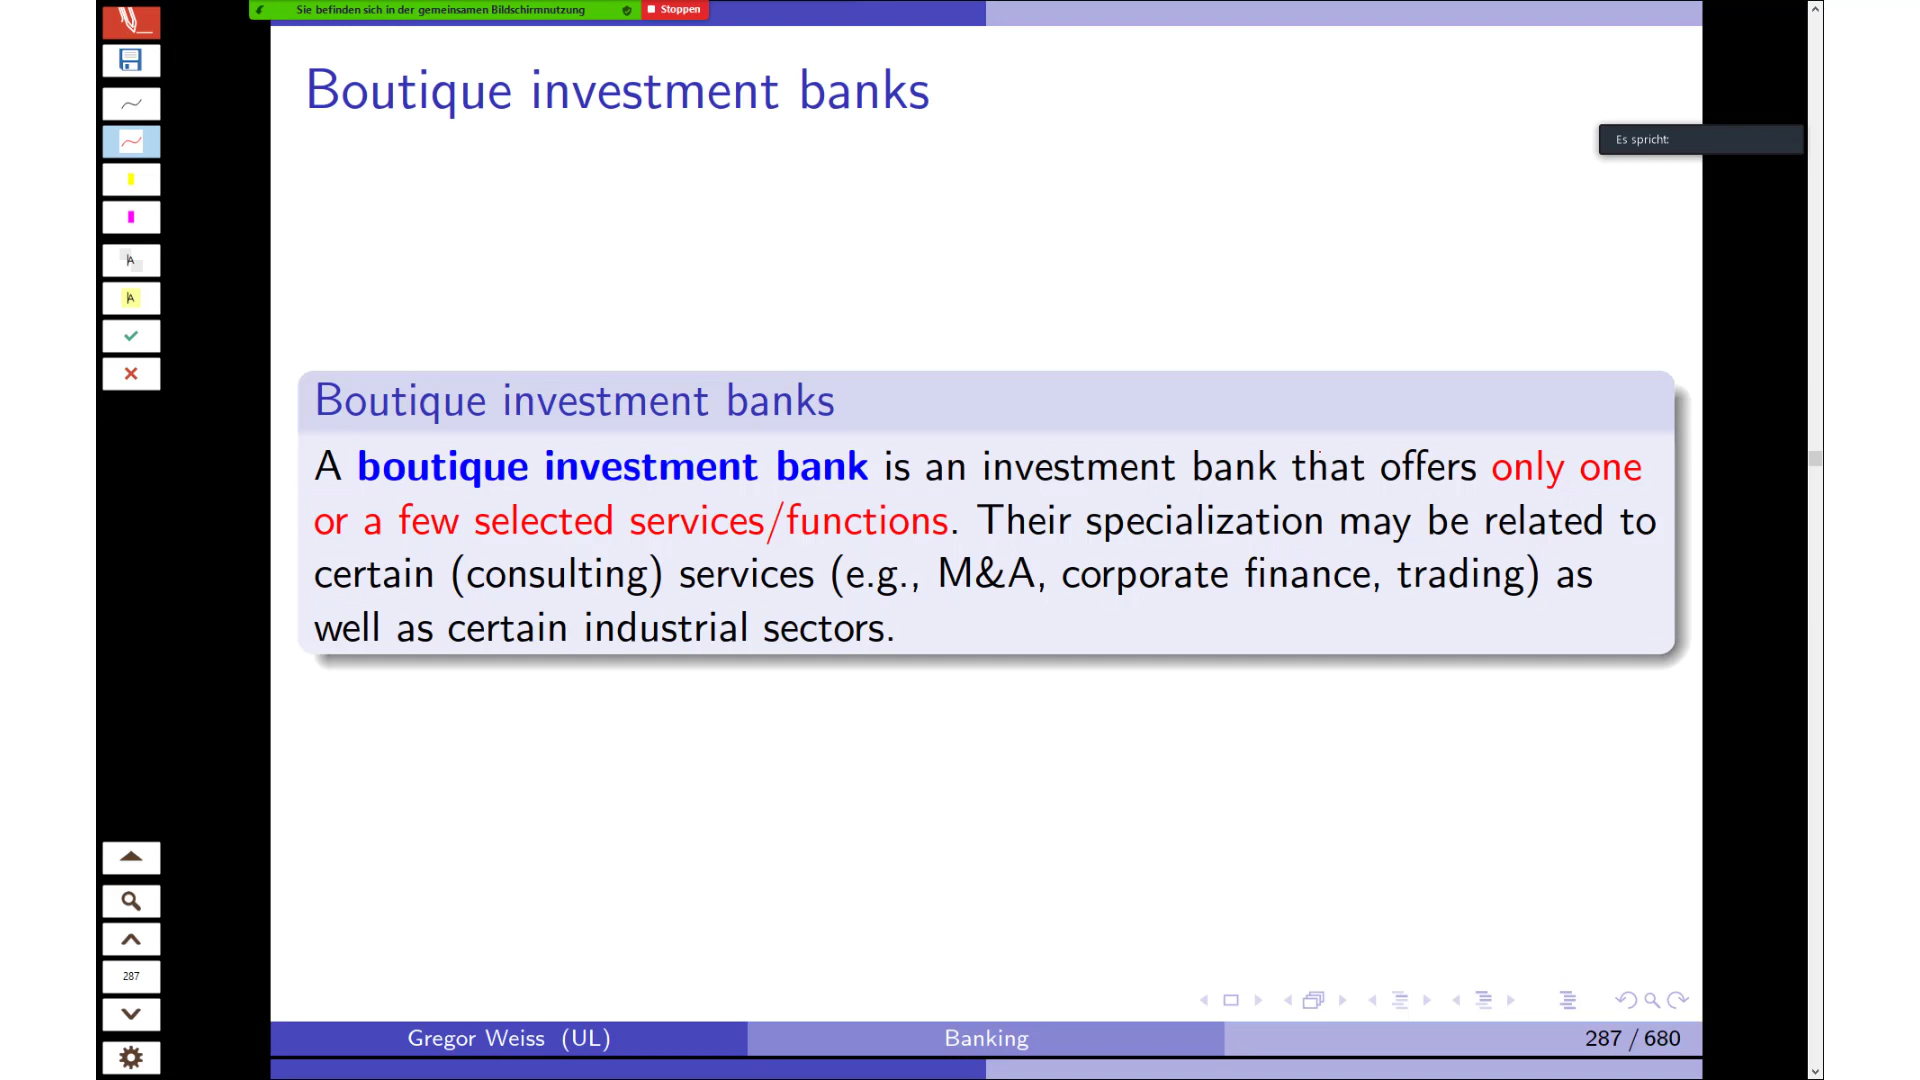 Sie befinden sich in der gemeinsamen Bildschirmnutzung
Stoppen
Boutique investment banks
Es spricht:
A
A
Boutique investment banks
A boutique investment bank is an investment bank that offers only one
or a few selected services/functions. Their specialization may be related to
certain (consulting) services (e.g., M&A, corporate finance, trading) as
well as certain industrial sectors.
287
Gregor Weiss (UL)
Banking
287 / 680